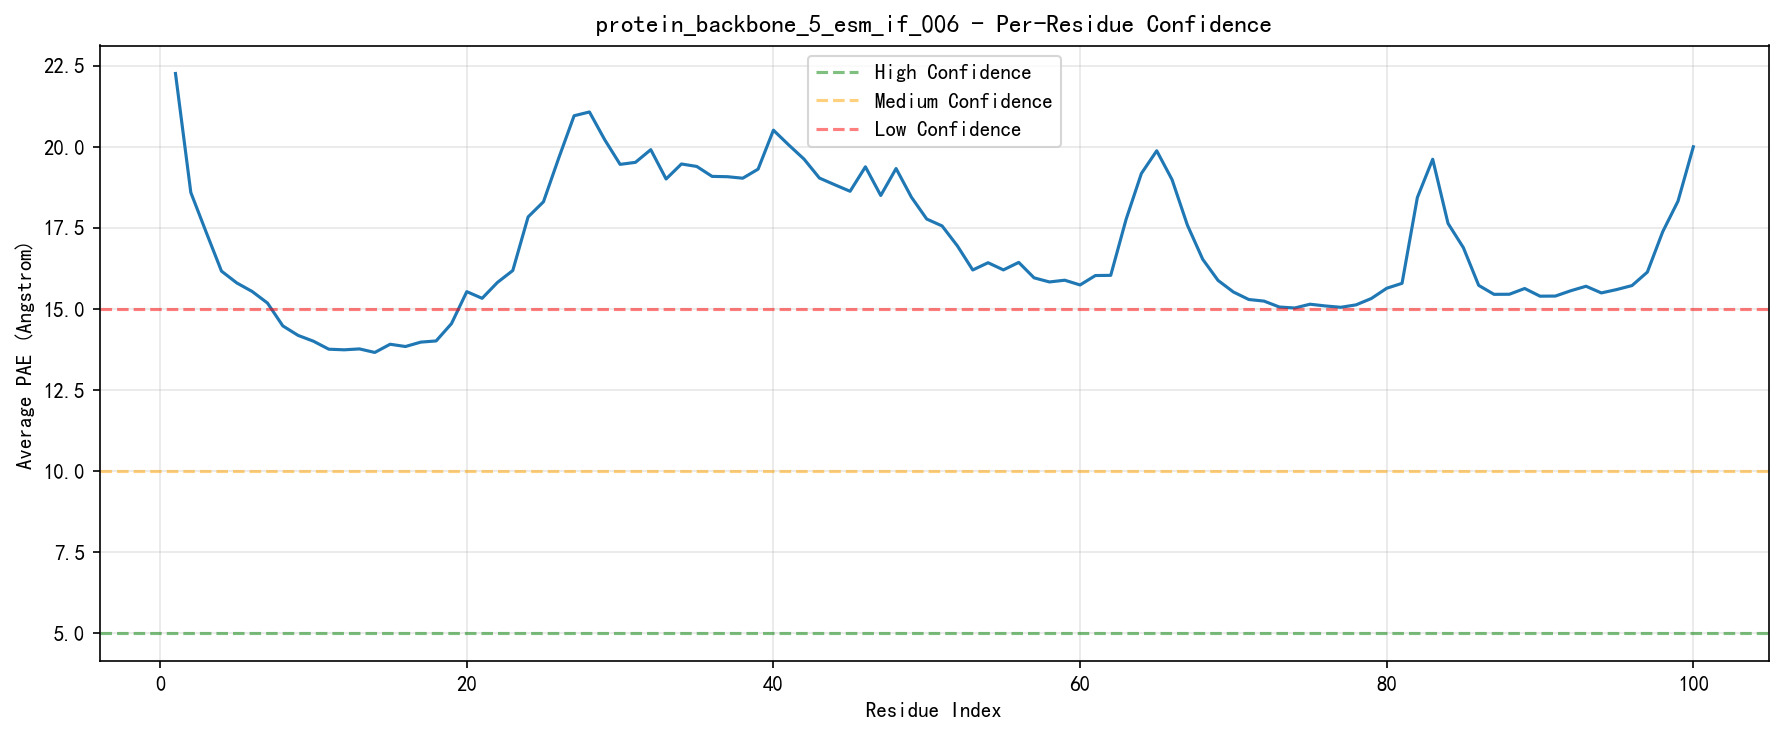 protein_backbone_5_esm_if_006 - Per-Residue Confidence
High Confidence
Medium Confidence
Low Confidence
22.5
20.0
17.5
15.0
12.5
10.0
7.5
5.0
Average PAE (Angstrom)
0 20 40 60 80 100
Residue Index